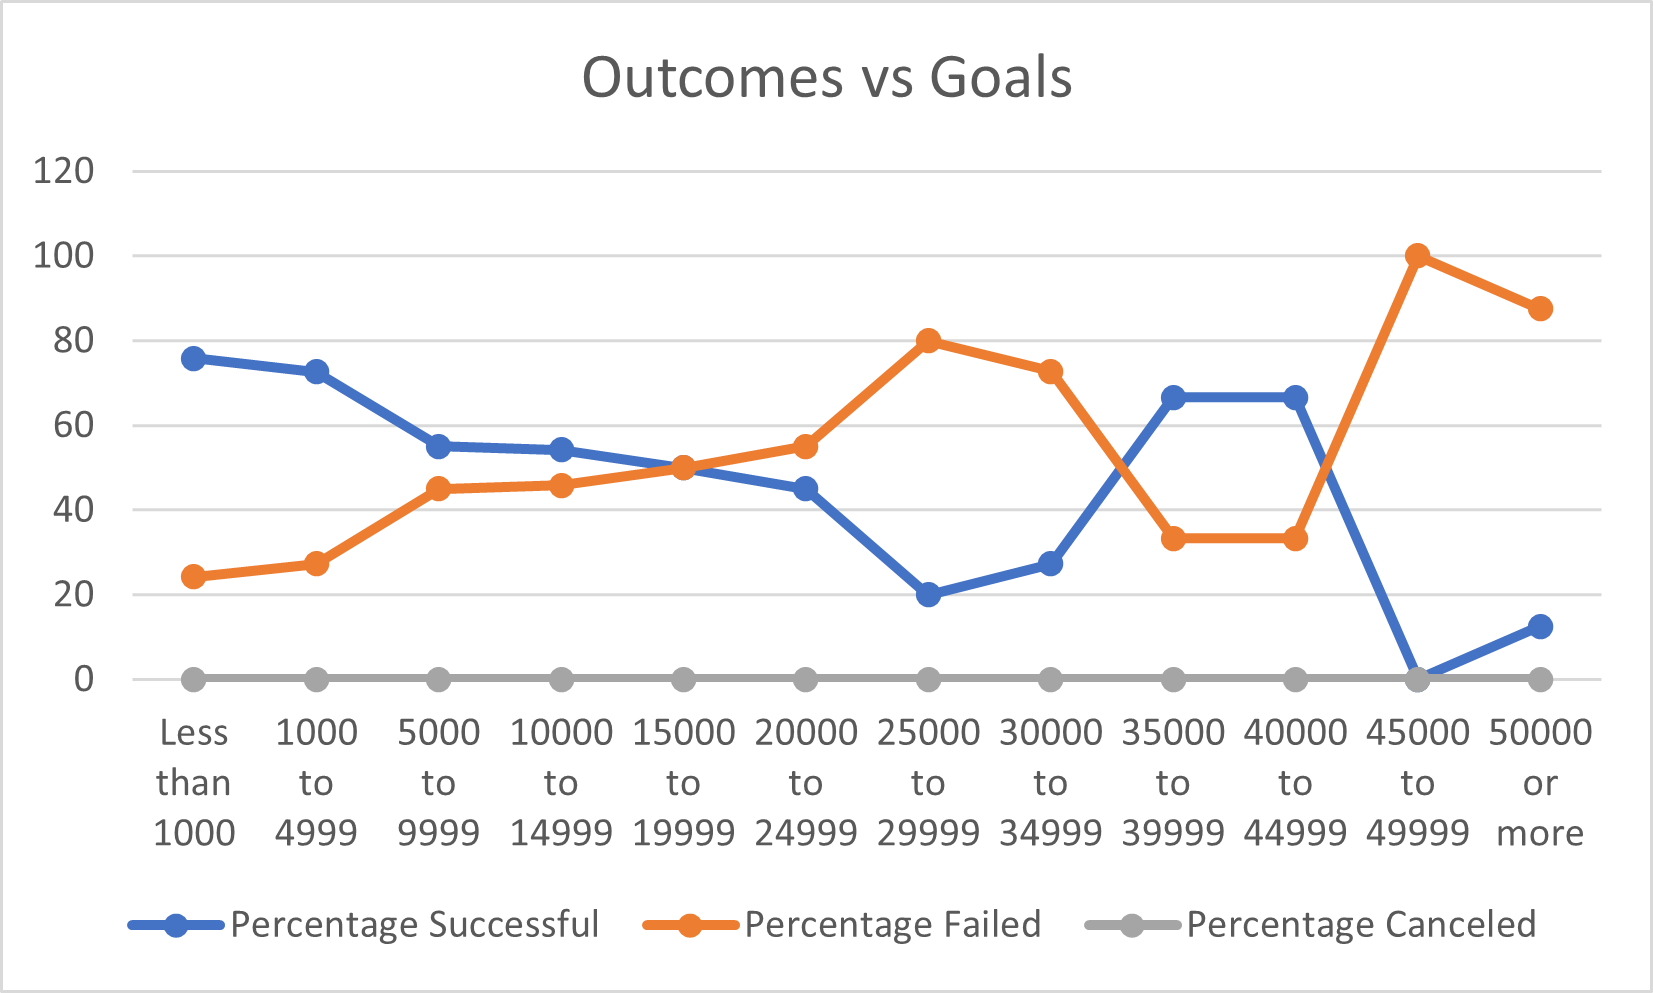 Outcomes vs Goals
120
100
80
60
40
20
0
Less than 1000
1000 to 4999
5000 to 9999
10000 to 14999
15000 to 19999
20000 to 24999
25000 to 29999
30000 to 34999
35000 to 39999
40000 to 44999
45000 to 49999
50000 or more
Percentage Successful
Percentage Failed
Percentage Canceled